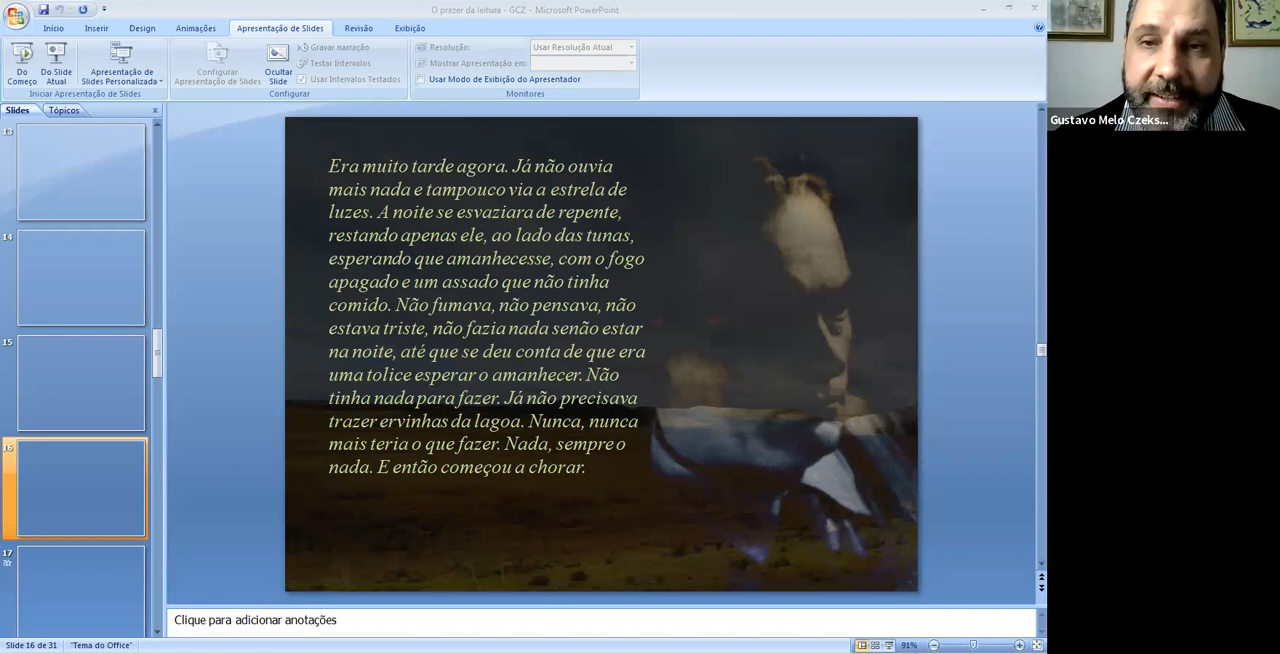 O prazer da leitura - GCZ - Microsoft PowerPoint
Início
Inserir
Design
Animações
Apresentação de Slides
Revisão
Exibição
Do Começo
Do Slide Atual
Apresentação de Slides Personalizada
Configurar Apresentação de Slides
Ocultar Slide
Gravar narração
Testar Intervalos
Usar Intervalos Testados
Resolução:
Usar Resolução Atual
Mostrar Apresentação em:
Usar Modo de Exibição do Apresentador
Iniciar Apresentação de Slides
Configurar
Monitores
Slides
Tópicos
13
14
15
16
17
Era muito tarde agora. Já não ouvia
mais nada e tampouco via a estrela de
luzes. A noite se esvaziara de repente,
restando apenas ele, ao lado das tunas,
esperando que amanhecesse, com o fogo
apagado e um assado que não tinha
comido. Não fumava, não pensava, não
estava triste, não fazia nada senão estar
na noite, até que se deu conta de que era
uma tolice esperar o amanhecer. Não
tinha nada para fazer. Já não precisava
trazer ervinhas da lagoa. Nunca, nunca
mais teria o que fazer. Nada, sempre o
nada. E então começou a chorar.
Gustavo Melo Czeks...
Clique para adicionar anotações
Slide 16 de 31
"Tema do Office"
91%